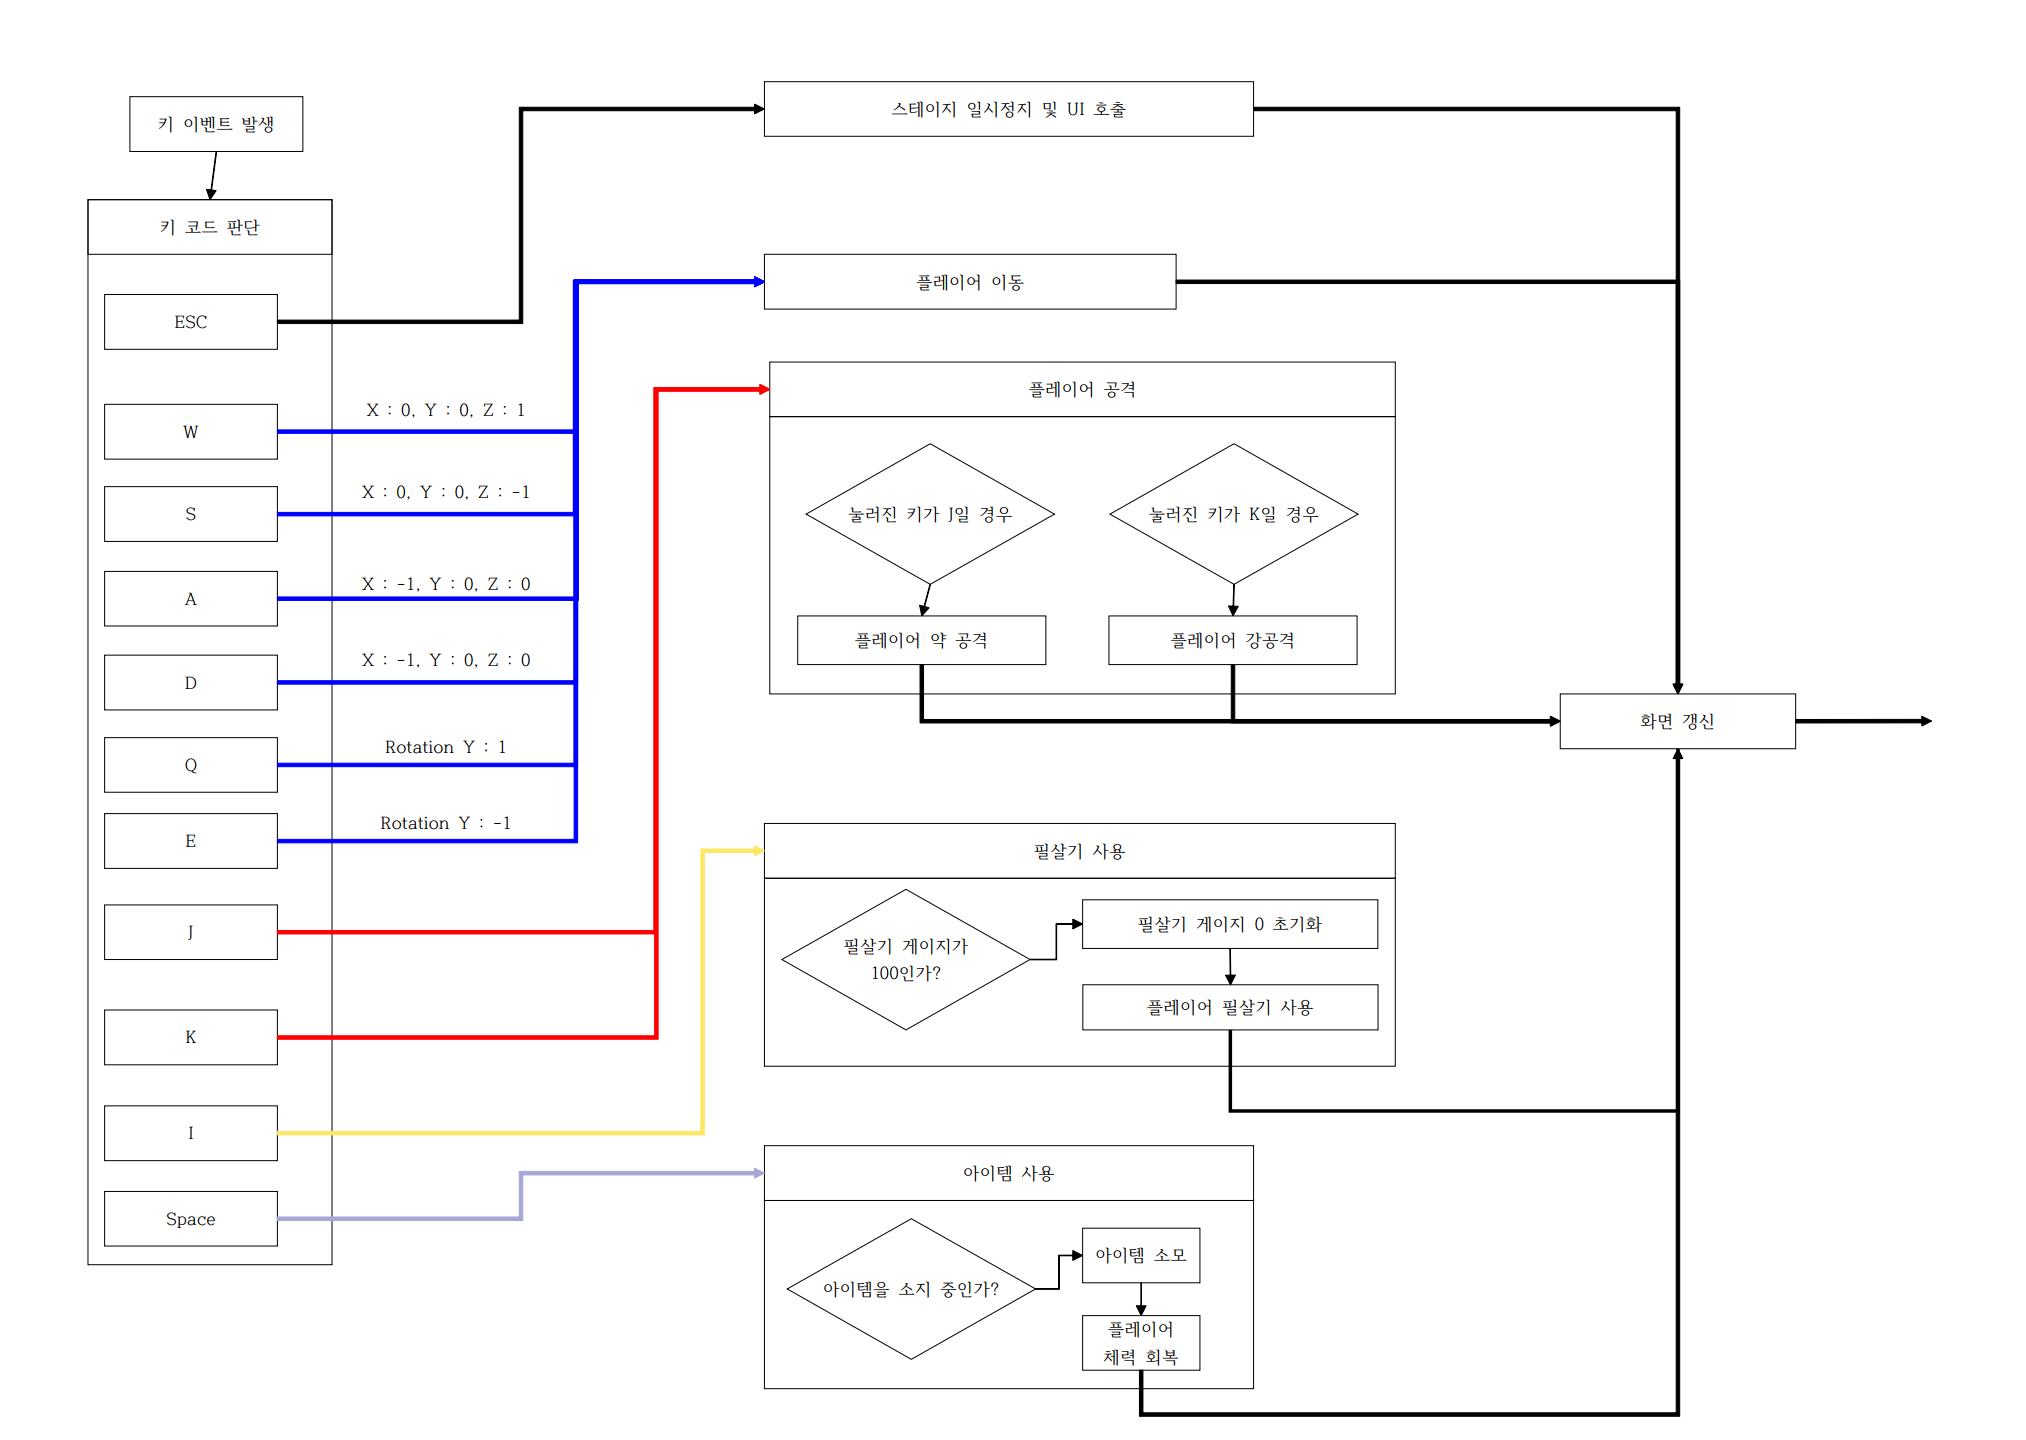 키 이벤트 발생
키 코드 판단
ESC
W
S
A
D
Q
E
J
K
I
Space
X : 0, Y : 0, Z : 1
X : 0, Y : 0, Z : -1
X : -1, Y : 0, Z : 0
X : -1, Y : 0, Z : 0
Rotation Y : 1
Rotation Y : -1
스테이지 일시정지 및 UI 호출
플레이어 이동
플레이어 공격
눌러진 키가 J일 경우
눌러진 키가 K일 경우
플레이어 약 공격
플레이어 강공격
필살기 사용
필살기 게이지가
100인가?
필살기 게이지 0 초기화
플레이어 필살기 사용
아이템 사용
아이템을 소지 중인가?
아이템 소모
플레이어
체력 회복
화면 갱신